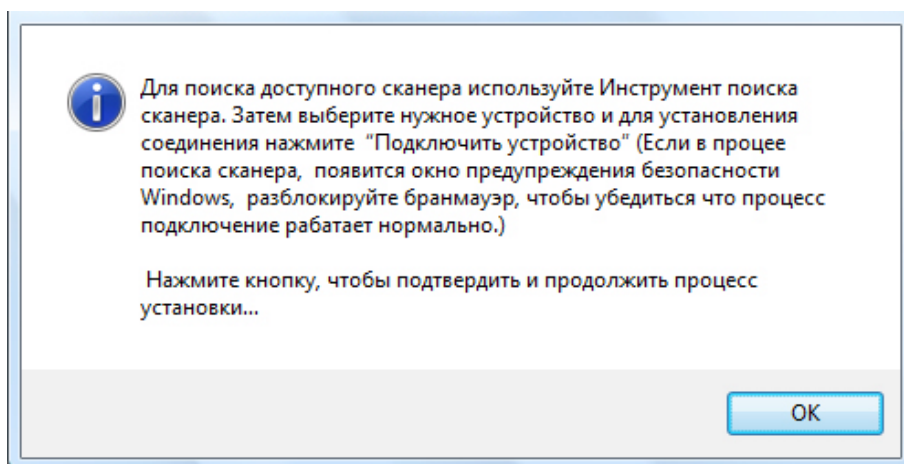 Для поиска доступного сканера используйте Инструмент поиска
сканера. Затем выберите нужное устройство и для установления
соединения нажмите  "Подключить устройство" (Если в процее
поиска сканера,  появится окно предупреждения безопасности
Windows,  разблокируйте бранмауэр, чтобы убедиться что процесс
подключение рабатает нормально.)
Нажмите кнопку, чтобы подтвердить и продолжить процесс
установки...
OK